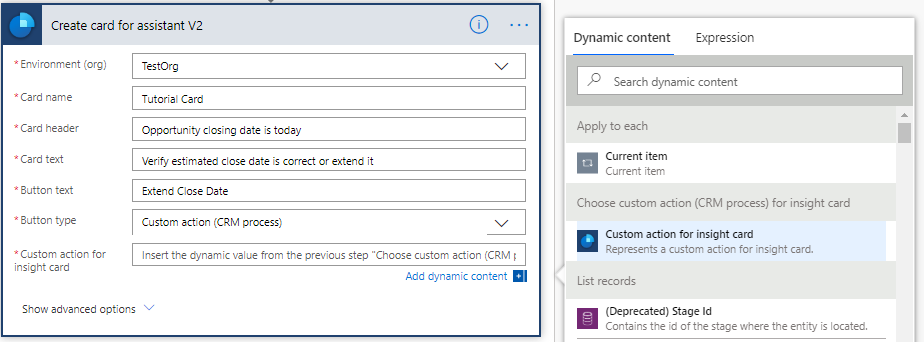 Create card for assistant V2
* Environment (org) TestOrg
* Card name Tutorial Card
* Card header Opportunity closing date is today
* Card text Verify estimated close date is correct or extend it
* Button text Extend Close Date
* Button type Custom action (CRM process)
* Custom action for
insight card
Insert the dynamic value from the previous step "Choose custom action (CRM p
Add dynamic content
Show advanced options
Dynamic content Expression
Search dynamic content
Apply to each
Current item
Current item
Choose custom action (CRM process) for insight card
Custom action for insight card
Represents a custom action for insight card.
List records
(Deprecated) Stage Id
Contains the id of the stage where the entity is located.